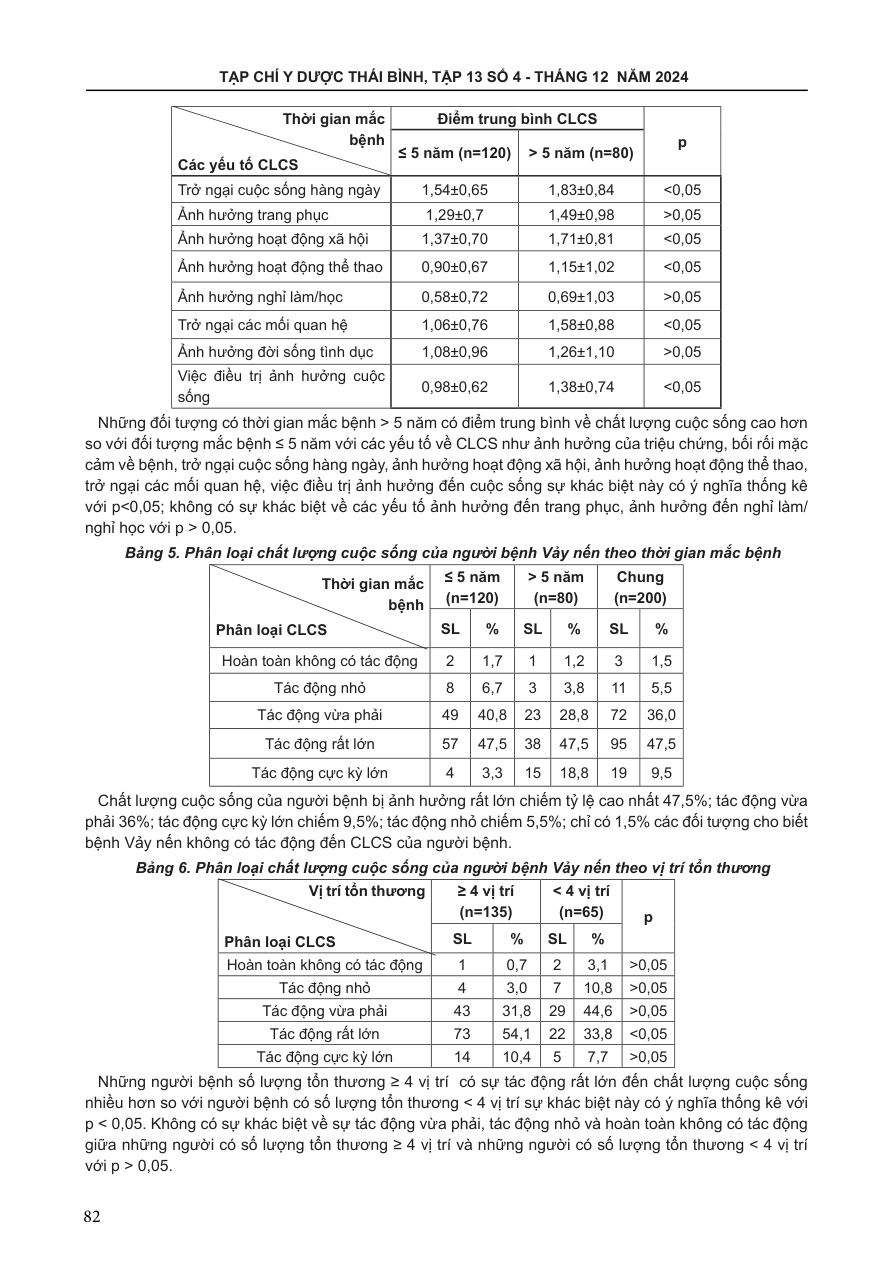 TẠP CHÍ Y DƯỢC THÁI BÌNH, TẬP 13 SỐ 4 - THÁNG 12 NĂM 2024
Thời gian mắc bệnh
Các yếu tố CLCS
Điểm trung bình CLCS
p
≤ 5 năm (n=120) > 5 năm (n=80)
Trở ngại cuộc sống hàng ngày 1,54±0,65 1,83±0,84 <0,05
Ảnh hưởng trang phục 1,29±0,7 1,49±0,98 >0,05
Ảnh hưởng hoạt động xã hội 1,37±0,70 1,71±0,81 <0,05
Ảnh hưởng hoạt động thể thao 0,90±0,67 1,15±1,02 <0,05
Ảnh hưởng nghỉ làm/học 0,58±0,72 0,69±1,03 >0,05
Trở ngại các mối quan hệ 1,06±0,76 1,58±0,88 <0,05
Ảnh hưởng đời sống tình dục 1,08±0,96 1,26±1,10 >0,05
Việc điều trị ảnh hưởng cuộc sống 0,98±0,62 1,38±0,74 <0,05
Những đối tượng có thời gian mắc bệnh > 5 năm có điểm trung bình về chất lượng cuộc sống cao hơn
so với đối tượng mắc bệnh ≤ 5 năm với các yếu tố về CLCS như ảnh hưởng của triệu chứng, bối rối mặc
cảm về bệnh, trở ngại cuộc sống hàng ngày, ảnh hưởng hoạt động xã hội, ảnh hưởng hoạt động thể thao,
trở ngại các mối quan hệ, việc điều trị ảnh hưởng đến cuộc sống sự khác biệt này có ý nghĩa thống kê
với p<0,05; không có sự khác biệt về các yếu tố ảnh hưởng đến trang phục, ảnh hưởng đến nghỉ làm/
nghỉ học với p > 0,05.
Bảng 5. Phân loại chất lượng cuộc sống của người bệnh Vảy nến theo thời gian mắc bệnh
Thời gian mắc bệnh
Phân loại CLCS
≤ 5 năm (n=120) > 5 năm (n=80) Chung (n=200)
SL % SL % SL %
Hoàn toàn không có tác động 2 1,7 1 1,2 3 1,5
Tác động nhỏ 8 6,7 3 3,8 11 5,5
Tác động vừa phải 49 40,8 23 28,8 72 36,0
Tác động rất lớn 57 47,5 38 47,5 95 47,5
Tác động cực kỳ lớn 4 3,3 15 18,8 19 9,5
Chất lượng cuộc sống của người bệnh bị ảnh hưởng rất lớn chiếm tỷ lệ cao nhất 47,5%; tác động vừa
phải 36%; tác động cực kỳ lớn chiếm 9,5%; tác động nhỏ chiếm 5,5%; chỉ có 1,5% các đối tượng cho biết
bệnh Vảy nến không có tác động đến CLCS của người bệnh.
Bảng 6. Phân loại chất lượng cuộc sống của người bệnh Vảy nến theo vị trí tổn thương
Vị trí tổn thương
Phân loại CLCS
≥ 4 vị trí (n=135) < 4 vị trí (n=65) p
SL % SL %
Hoàn toàn không có tác động 1 0,7 2 3,1 >0,05
Tác động nhỏ 4 3,0 7 10,8 >0,05
Tác động vừa phải 43 31,8 29 44,6 >0,05
Tác động rất lớn 73 54,1 22 33,8 <0,05
Tác động cực kỳ lớn 14 10,4 5 7,7 >0,05
Những người bệnh số lượng tổn thương ≥ 4 vị trí có sự tác động rất lớn đến chất lượng cuộc sống
nhiều hơn so với người bệnh có số lượng tổn thương < 4 vị trí sự khác biệt này có ý nghĩa thống kê với
p < 0,05. Không có sự khác biệt về sự tác động vừa phải, tác động nhỏ và hoàn toàn không có tác động
giữa những người có số lượng tổn thương ≥ 4 vị trí và những người có số lượng tổn thương < 4 vị trí
với p > 0,05.
82